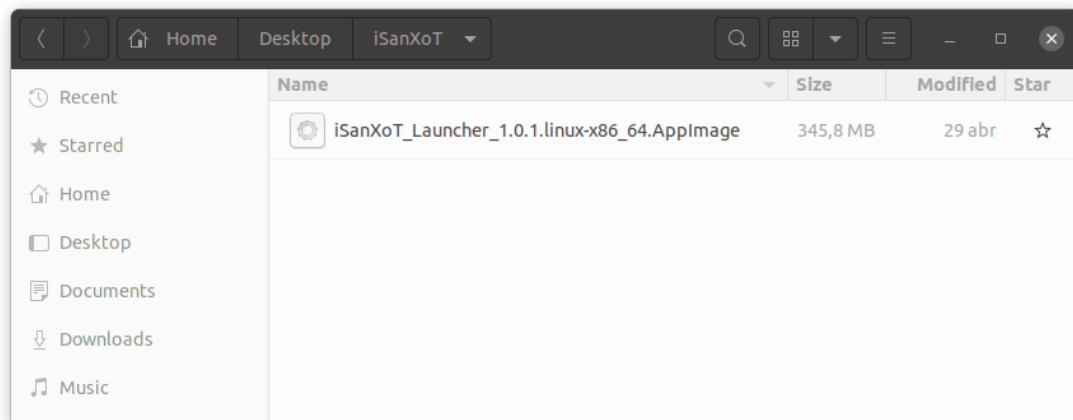 Home Desktop iSanXoT
Name Size Modified Star
Recent
iSanXoT_Launcher_1.0.1.linux-x86_64.AppImage 345,8 MB 29 abr
Starred
Home
Desktop
Documents
Downloads
Music